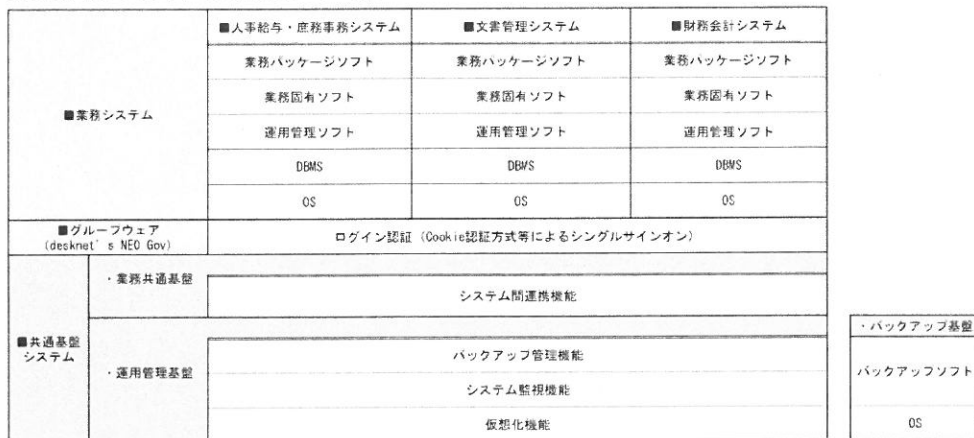 ■人事給与・庶務事務システム
■文書管理システム
■財務会計システム
■業務システム
業務パッケージソフト
業務パッケージソフト
業務パッケージソフト
業務固有ソフト
業務固有ソフト
業務固有ソフト
運用管理ソフト
運用管理ソフト
運用管理ソフト
DBMS
DBMS
DBMS
OS
OS
OS
■グループウェア
(desknet's NEO Gov)
ログイン認証 (Cookie認証方式等によるシングルサインオン)
■共通基盤
システム
・業務共通基盤
システム間連携機能
・運用管理基盤
バックアップ管理機能
システム監視機能
仮想化機能
・バックアップ基盤
バックアップソフト
OS